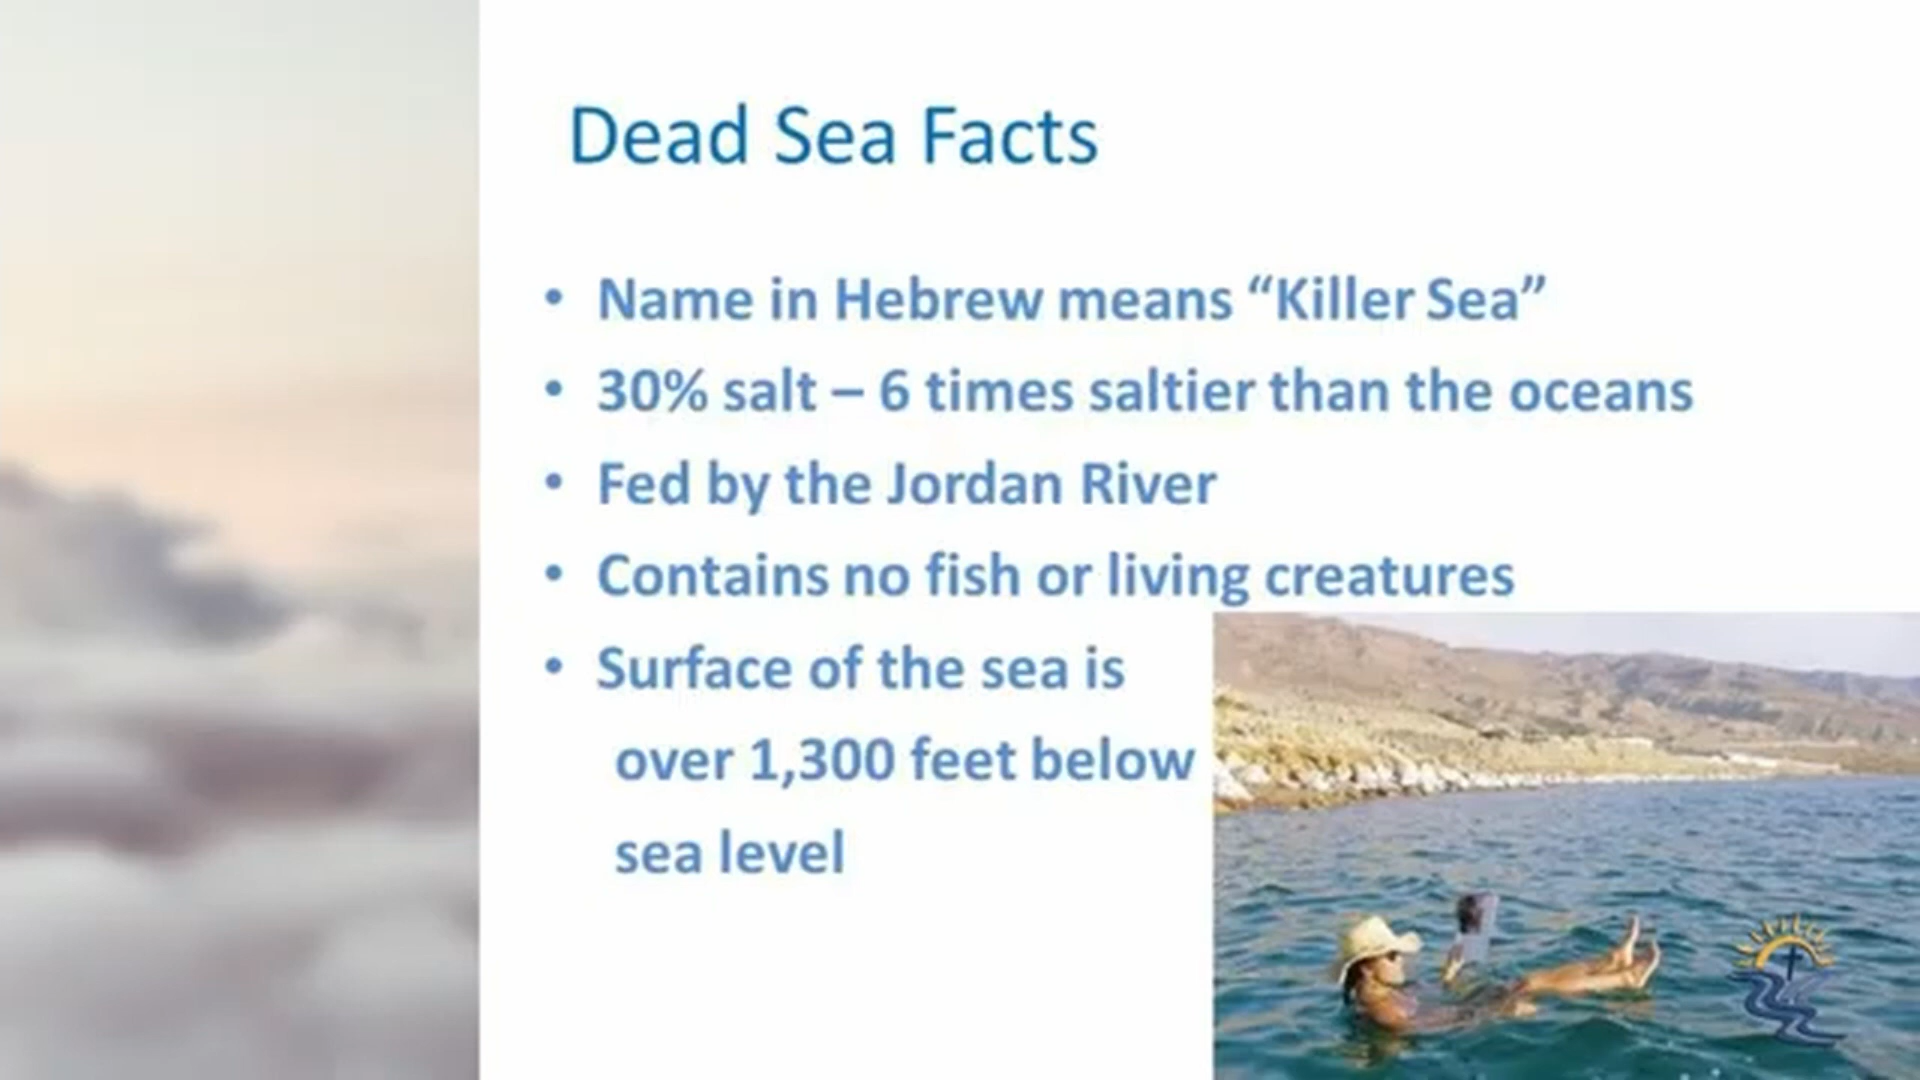 Dead Sea Facts
• Name in Hebrew means “Killer Sea”
• 30% salt – 6 times saltier than the oceans
• Fed by the Jordan River
• Contains no fish or living creatures
• Surface of the sea is
over 1,300 feet below
sea level